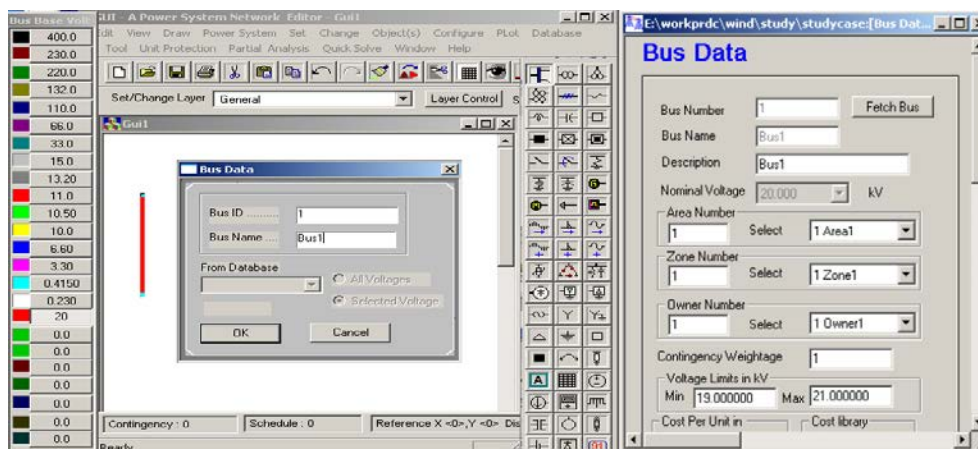 Bus Base Volt
400.0
230.0
220.0
132.0
110.0
66.0
33.0
15.0
13.20
11.0
10.50
10.0
6.60
3.30
0.4150
0.230
20
0.0
0.0
0.0
0.0
0.0
0.0
0.0
GUI - A Power System Network Editor - Gui1
Edit View Draw Power System Set Change Object(s) Configure PLot Database
Tool Unit Protection Partial Analysis Quick Solve Window Help
Set/Change Layer General Layer Control S
Gui1
Bus Data
Bus ID ..........
1
Bus Name ....
Bus1
From Database
All Voltages
Selected Voltage
OK Cancel
Contingency : 0 Schedule : 0 Reference X <0>,Y <0> Dis
Ready
A
E:\workprdc\wind\study\studycase:[Bus Dat...
Bus Data
Bus Number 1 Fetch Bus
Bus Name Bus1
Description Bus1
Nominal Voltage 20.000 kV
Area Number
1 Select 1 Area1
Zone Number
1 Select 1 Zone1
Owner Number
1 Select 1 Owner1
Contingency Weightage 1
Voltage Limits in kV
Min 19.000000 Max 21.000000
Cost Per Unit in Cost library